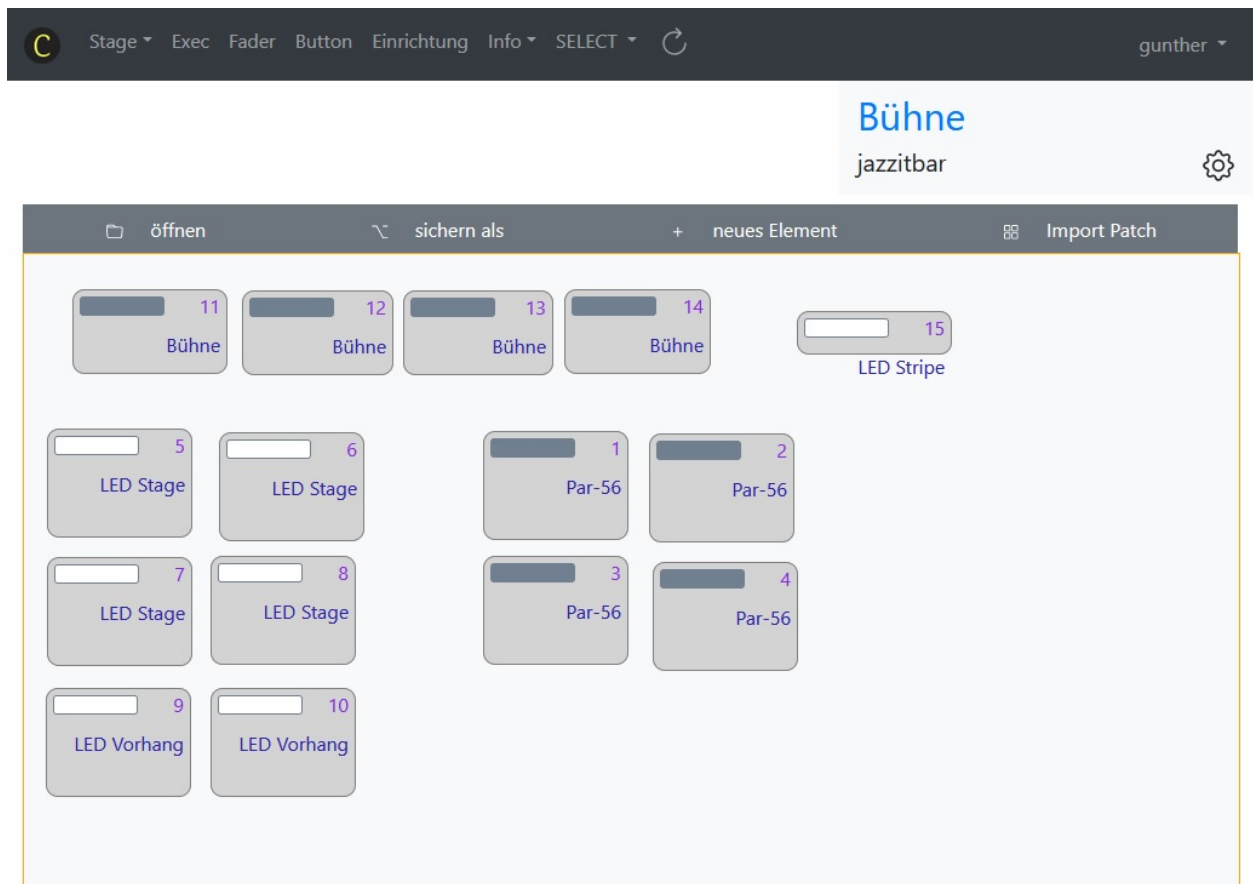 C Stage Exec Fader Button Einrichtung Info SELECT gunther
Bühne
jazzitbar
öffnen sichern als + neues Element Import Patch
11 12 13 14
Bühne Bühne Bühne Bühne
15
LED Stripe
5 6 1 2
LED Stage LED Stage Par-56 Par-56
7 8 3 4
LED Stage LED Stage Par-56 Par-56
9 10
LED Vorhang LED Vorhang